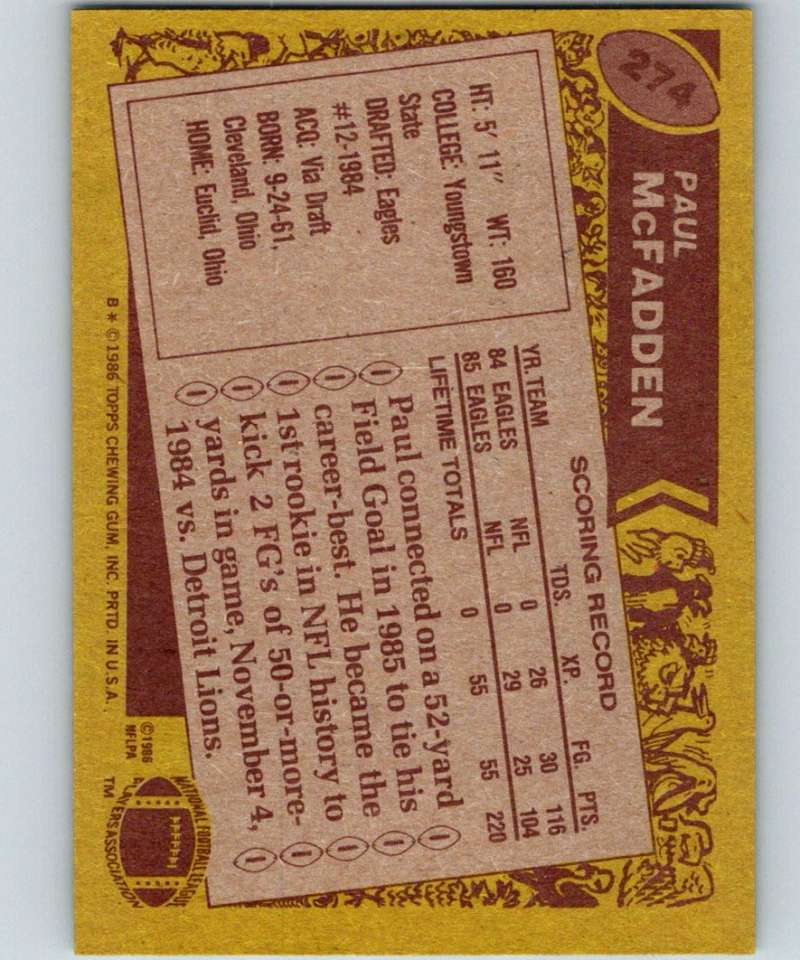 274
PAUL
McFADDEN
HT: 5' 11" WT: 160
COLLEGE: Youngstown
State
DRAFTED: Eagles
#12-1984
ACQ: Via Draft
BORN: 9-24-61,
Cleveland, Ohio
HOME: Euclid, Ohio
SCORING RECORD
YR. TEAM TDS. XP. FG. PTS.
84 EAGLES NFL 0 26 30 116
85 EAGLES NFL 0 29 25 104
LIFETIME TOTALS 0 55 55 220
Paul connected on a 52-yard
Field Goal in 1985 to tie his
career-best. He became the
1st rookie in NFL history to
kick 2 FG's of 50-or-more-
yards in game, November 4,
1984 vs. Detroit Lions.
B * © 1986 TOPPS CHEWING GUM, INC. PRTD. IN U.S.A.
© 1986
NFLPA
NATIONAL FOOTBALL LEAGUE
PLAYERS ASSOCIATION
TM